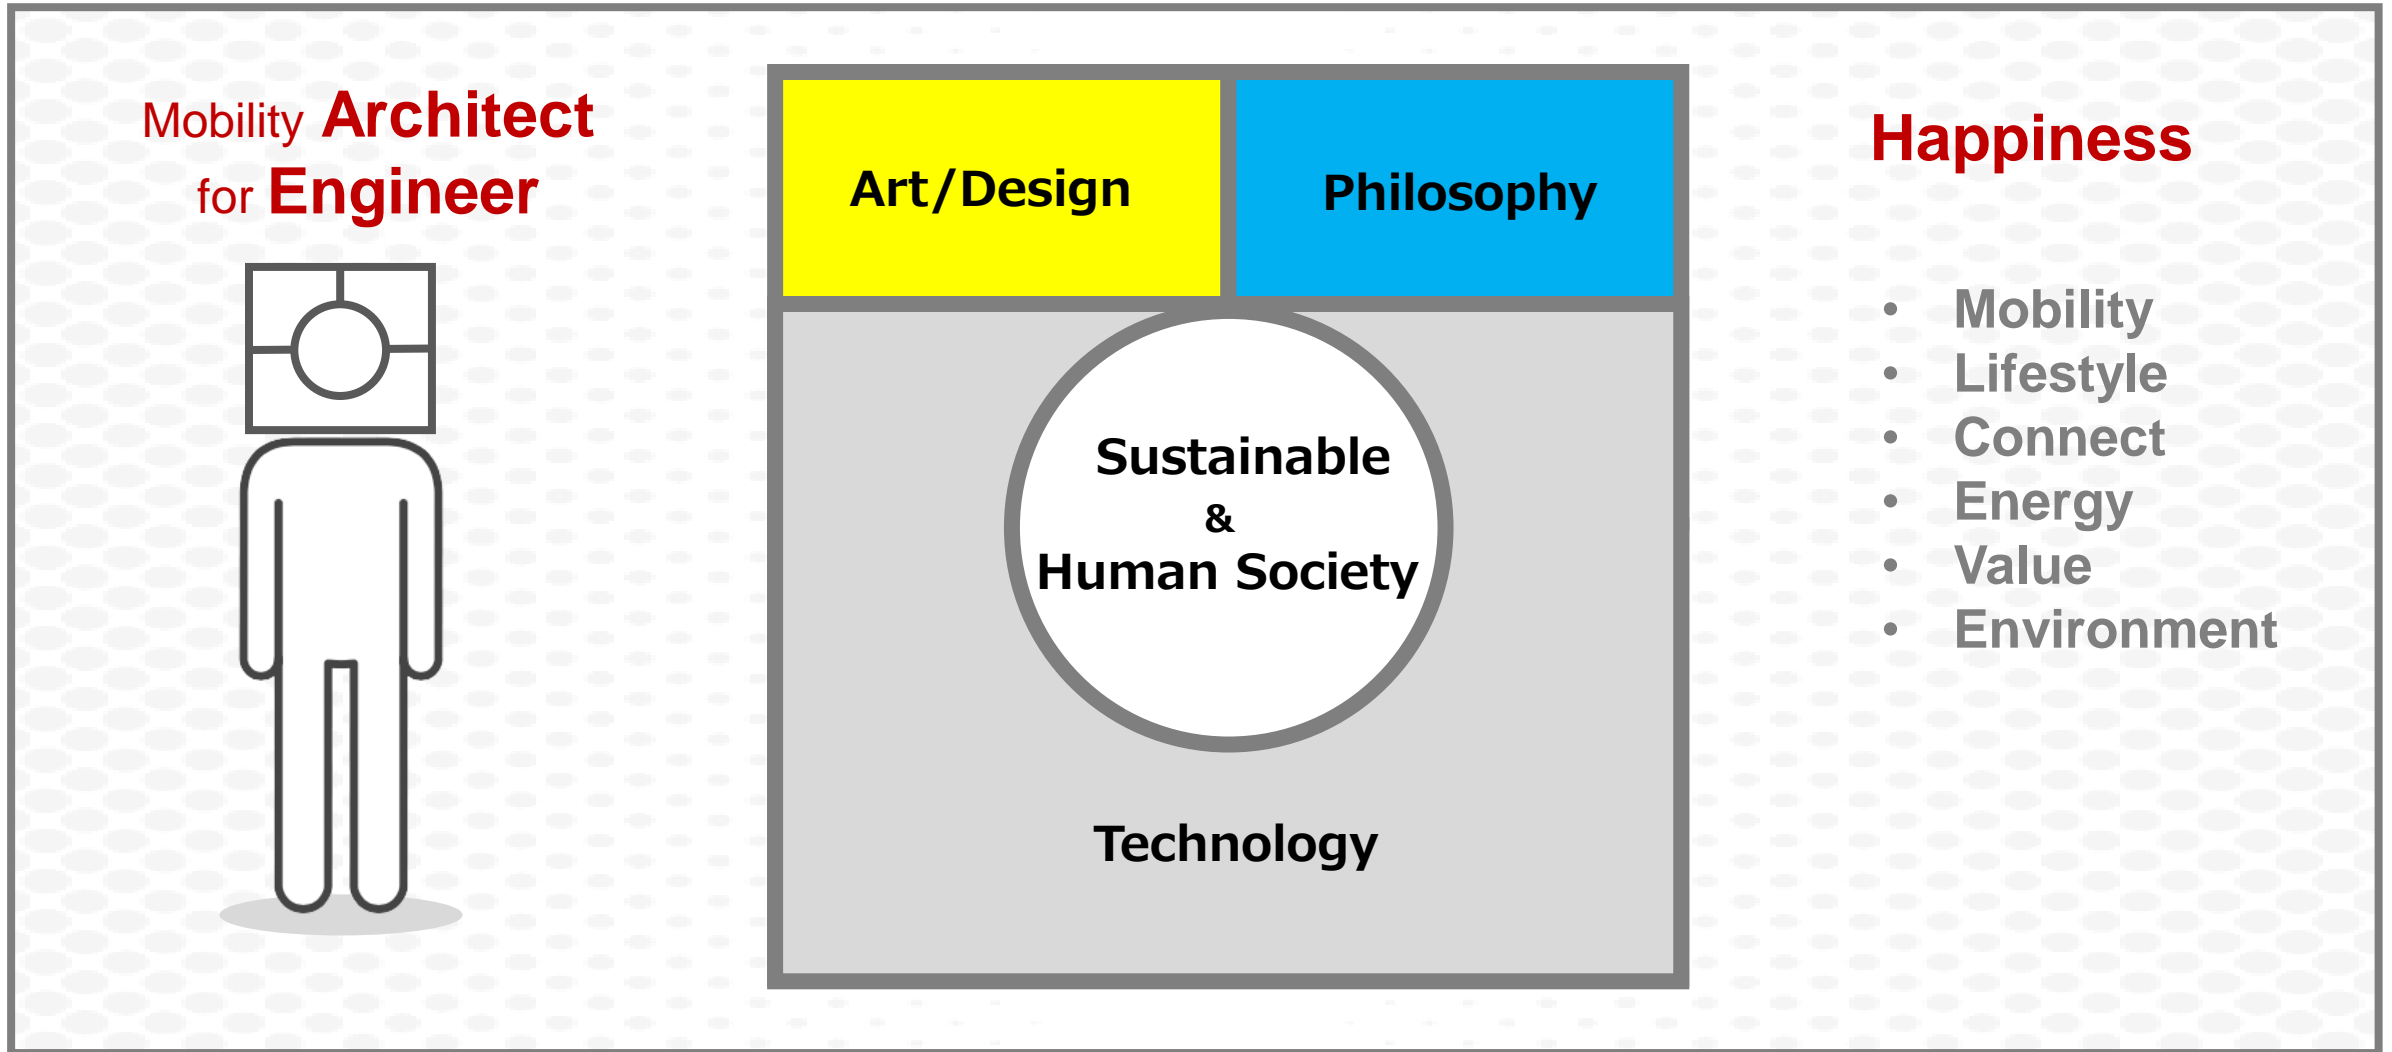 Mobility Architect
for Engineer
Art/Design
Philosophy
Sustainable
&
Human Society
Technology
Happiness
• Mobility
• Lifestyle
• Connect
• Energy
• Value
• Environment